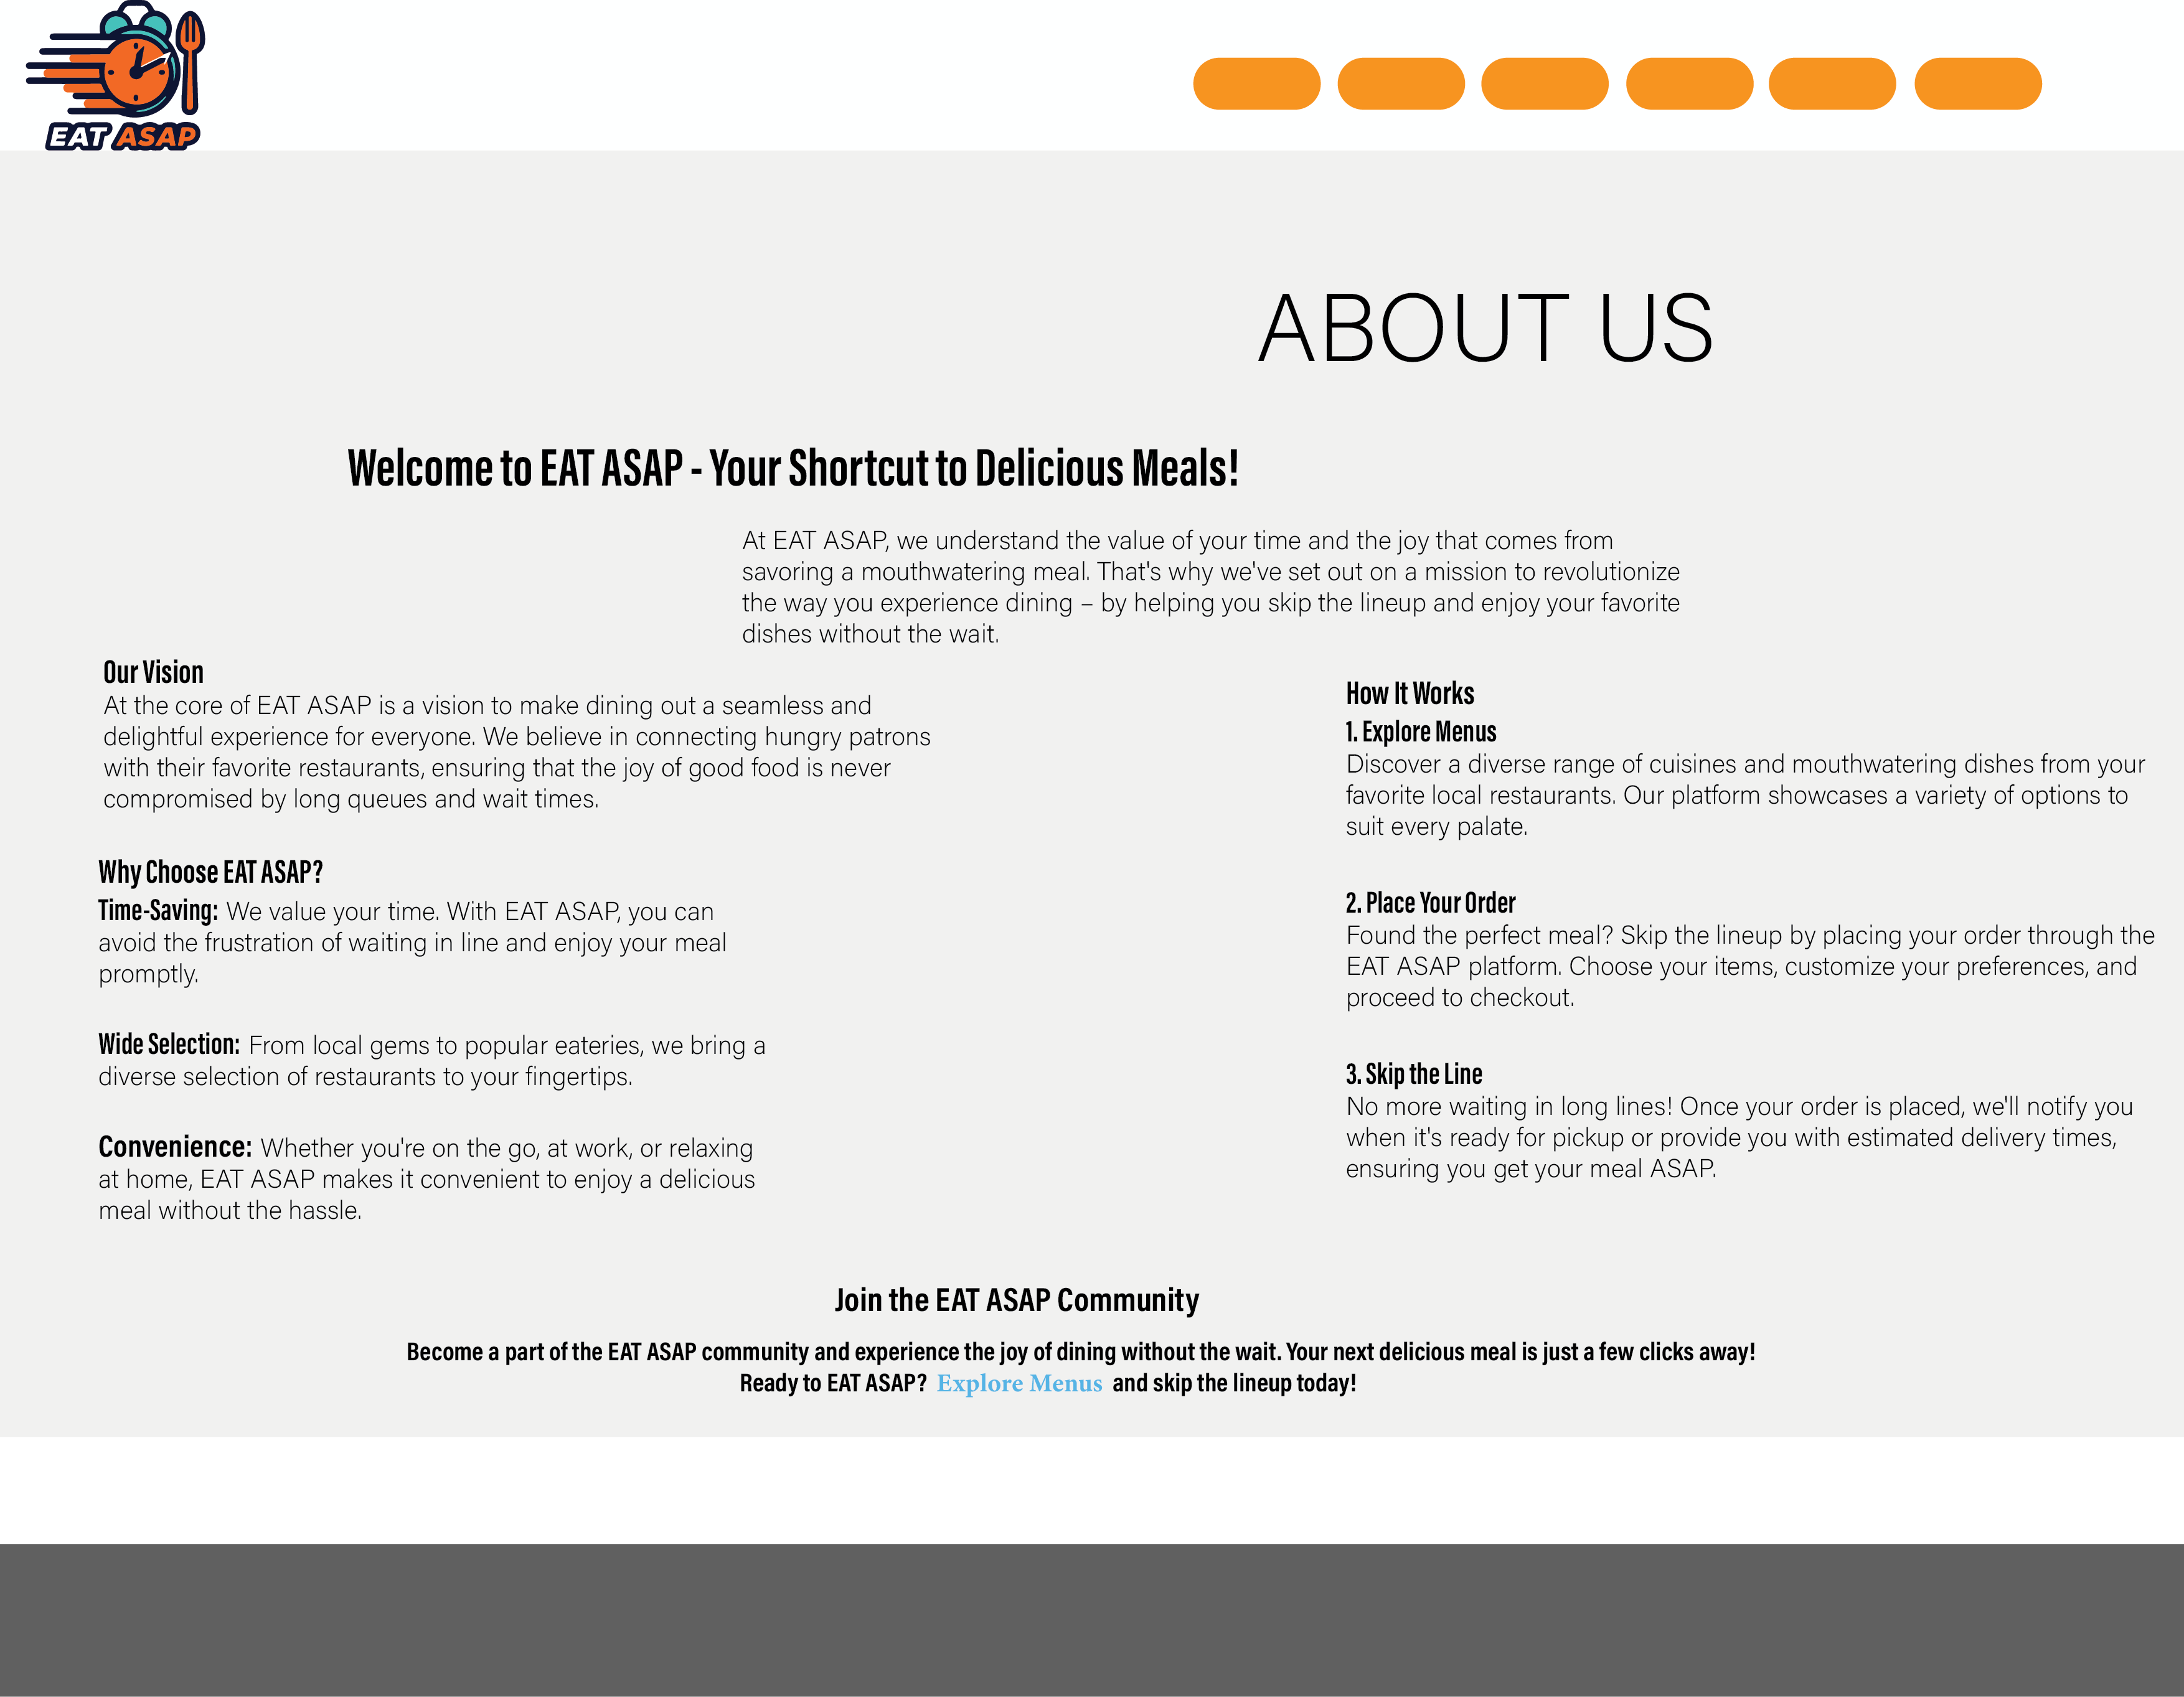 EAT ASAP
ABOUT US
Welcome to EAT ASAP - Your Shortcut to Delicious Meals!
At EAT ASAP, we understand the value of your time and the joy that comes from
savoring a mouthwatering meal. That's why we've set out on a mission to revolutionize
the way you experience dining – by helping you skip the lineup and enjoy your favorite
dishes without the wait.
Our Vision
At the core of EAT ASAP is a vision to make dining out a seamless and
delightful experience for everyone. We believe in connecting hungry patrons
with their favorite restaurants, ensuring that the joy of good food is never
compromised by long queues and wait times.
Why Choose EAT ASAP?
Time-Saving: We value your time. With EAT ASAP, you can
avoid the frustration of waiting in line and enjoy your meal
promptly.
Wide Selection: From local gems to popular eateries, we bring a
diverse selection of restaurants to your fingertips.
Convenience: Whether you're on the go, at work, or relaxing
at home, EAT ASAP makes it convenient to enjoy a delicious
meal without the hassle.
How It Works
1. Explore Menus
Discover a diverse range of cuisines and mouthwatering dishes from your
favorite local restaurants. Our platform showcases a variety of options to
suit every palate.
2. Place Your Order
Found the perfect meal? Skip the lineup by placing your order through the
EAT ASAP platform. Choose your items, customize your preferences, and
proceed to checkout.
3. Skip the Line
No more waiting in long lines! Once your order is placed, we'll notify you
when it's ready for pickup or provide you with estimated delivery times,
ensuring you get your meal ASAP.
Join the EAT ASAP Community
Become a part of the EAT ASAP community and experience the joy of dining without the wait. Your next delicious meal is just a few clicks away!
Ready to EAT ASAP? Explore Menus and skip the lineup today!